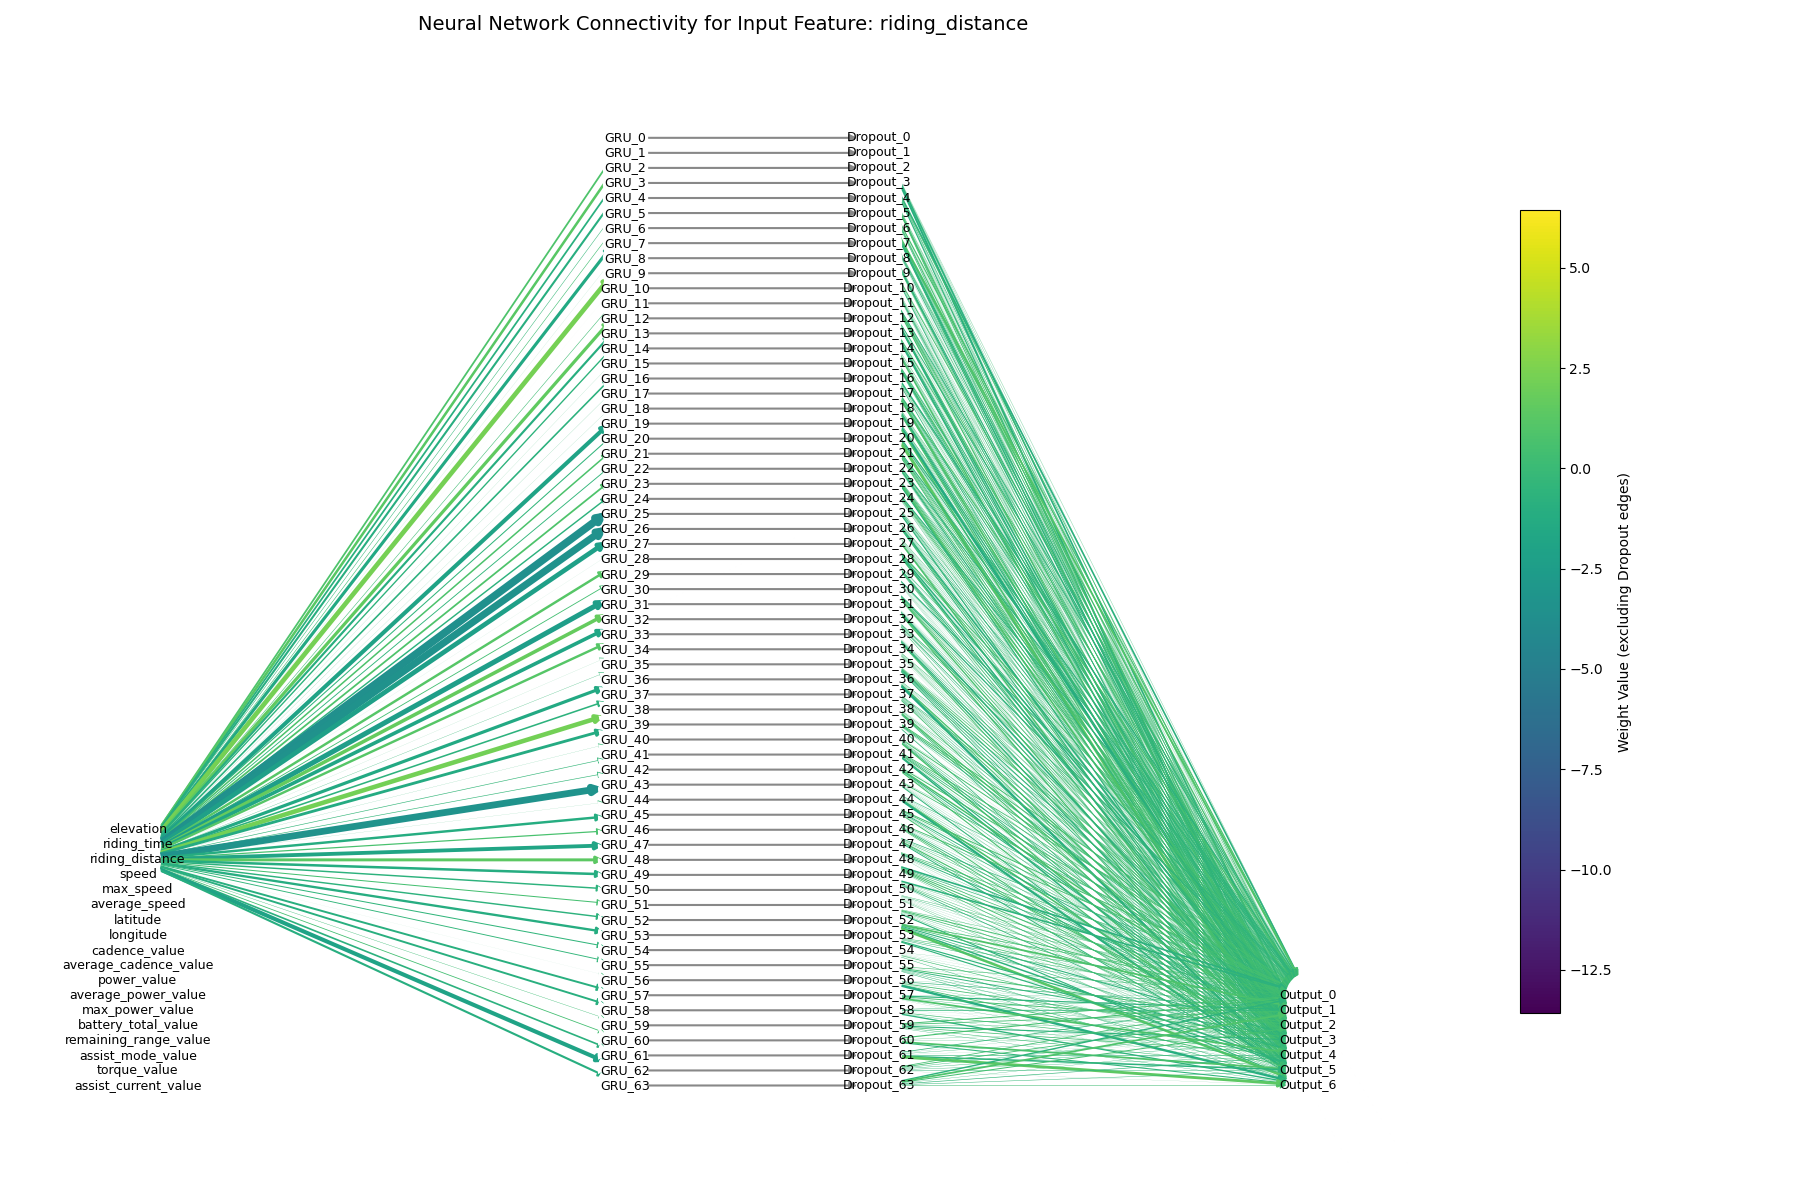 Neural Network Connectivity for Input Feature: riding_distance
elevation
riding_time
riding_distance
speed
max_speed
average_speed
latitude
longitude
cadence_value
average_cadence_value
power_value
average_power_value
max_power_value
battery_total_value
remaining_range_value
assist_mode_value
torque_value
assist_current_value
GRU_0
GRU_1
GRU_2
GRU_3
GRU_4
GRU_5
GRU_6
GRU_7
GRU_8
GRU_9
GRU_10
GRU_11
GRU_12
GRU_13
GRU_14
GRU_15
GRU_16
GRU_17
GRU_18
GRU_19
GRU_20
GRU_21
GRU_22
GRU_23
GRU_24
GRU_25
GRU_26
GRU_27
GRU_28
GRU_29
GRU_30
GRU_31
GRU_32
GRU_33
GRU_34
GRU_35
GRU_36
GRU_37
GRU_38
GRU_39
GRU_40
GRU_41
GRU_42
GRU_43
GRU_44
GRU_45
GRU_46
GRU_47
GRU_48
GRU_49
GRU_50
GRU_51
GRU_52
GRU_53
GRU_54
GRU_55
GRU_56
GRU_57
GRU_58
GRU_59
GRU_60
GRU_61
GRU_62
GRU_63
Dropout_0
Dropout_1
Dropout_2
Dropout_3
Dropout_4
Dropout_5
Dropout_6
Dropout_7
Dropout_8
Dropout_9
Dropout_10
Dropout_11
Dropout_12
Dropout_13
Dropout_14
Dropout_15
Dropout_16
Dropout_17
Dropout_18
Dropout_19
Dropout_20
Dropout_21
Dropout_22
Dropout_23
Dropout_24
Dropout_25
Dropout_26
Dropout_27
Dropout_28
Dropout_29
Dropout_30
Dropout_31
Dropout_32
Dropout_33
Dropout_34
Dropout_35
Dropout_36
Dropout_37
Dropout_38
Dropout_39
Dropout_40
Dropout_41
Dropout_42
Dropout_43
Dropout_44
Dropout_45
Dropout_46
Dropout_47
Dropout_48
Dropout_49
Dropout_50
Dropout_51
Dropout_52
Dropout_53
Dropout_54
Dropout_55
Dropout_56
Dropout_57
Dropout_58
Dropout_59
Dropout_60
Dropout_61
Dropout_62
Dropout_63
Output_0
Output_1
Output_2
Output_3
Output_4
Output_5
Output_6
5.0
2.5
0.0
−2.5
−5.0
−7.5
−10.0
−12.5
Weight Value (excluding Dropout edges)